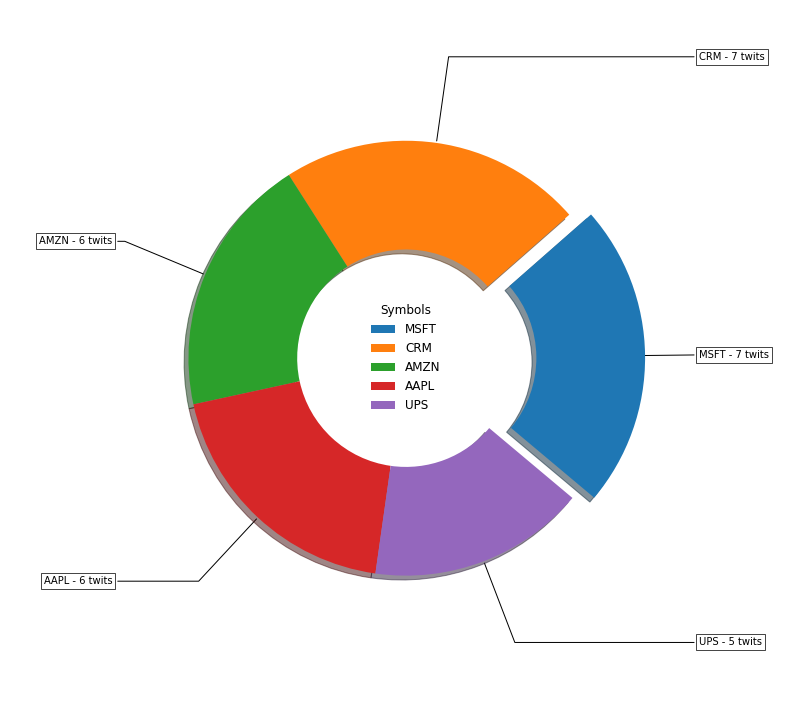 CRM - 7 twits
AMZN - 6 twits
Symbols
MSFT
CRM
AMZN
AAPL
UPS
MSFT - 7 twits
AAPL - 6 twits
UPS - 5 twits